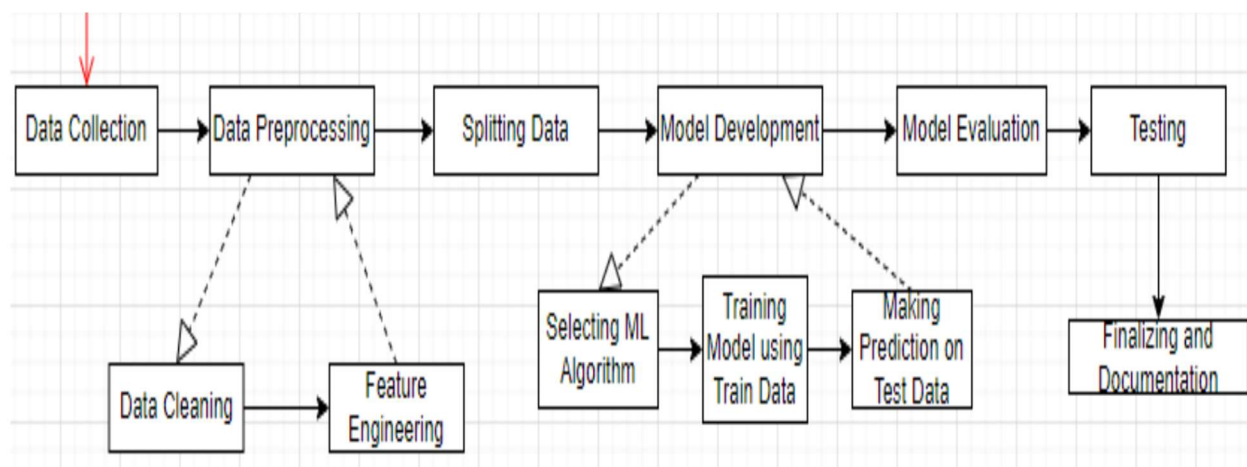 Data Collection
Data Preprocessing
Splitting Data
Model Development
Model Evaluation
Testing
Data Cleaning
Feature
Engineering
Selecting ML
Algorithm
Training
Model using
Train Data
Making
Prediction on
Test Data
Finalizing and
Documentation